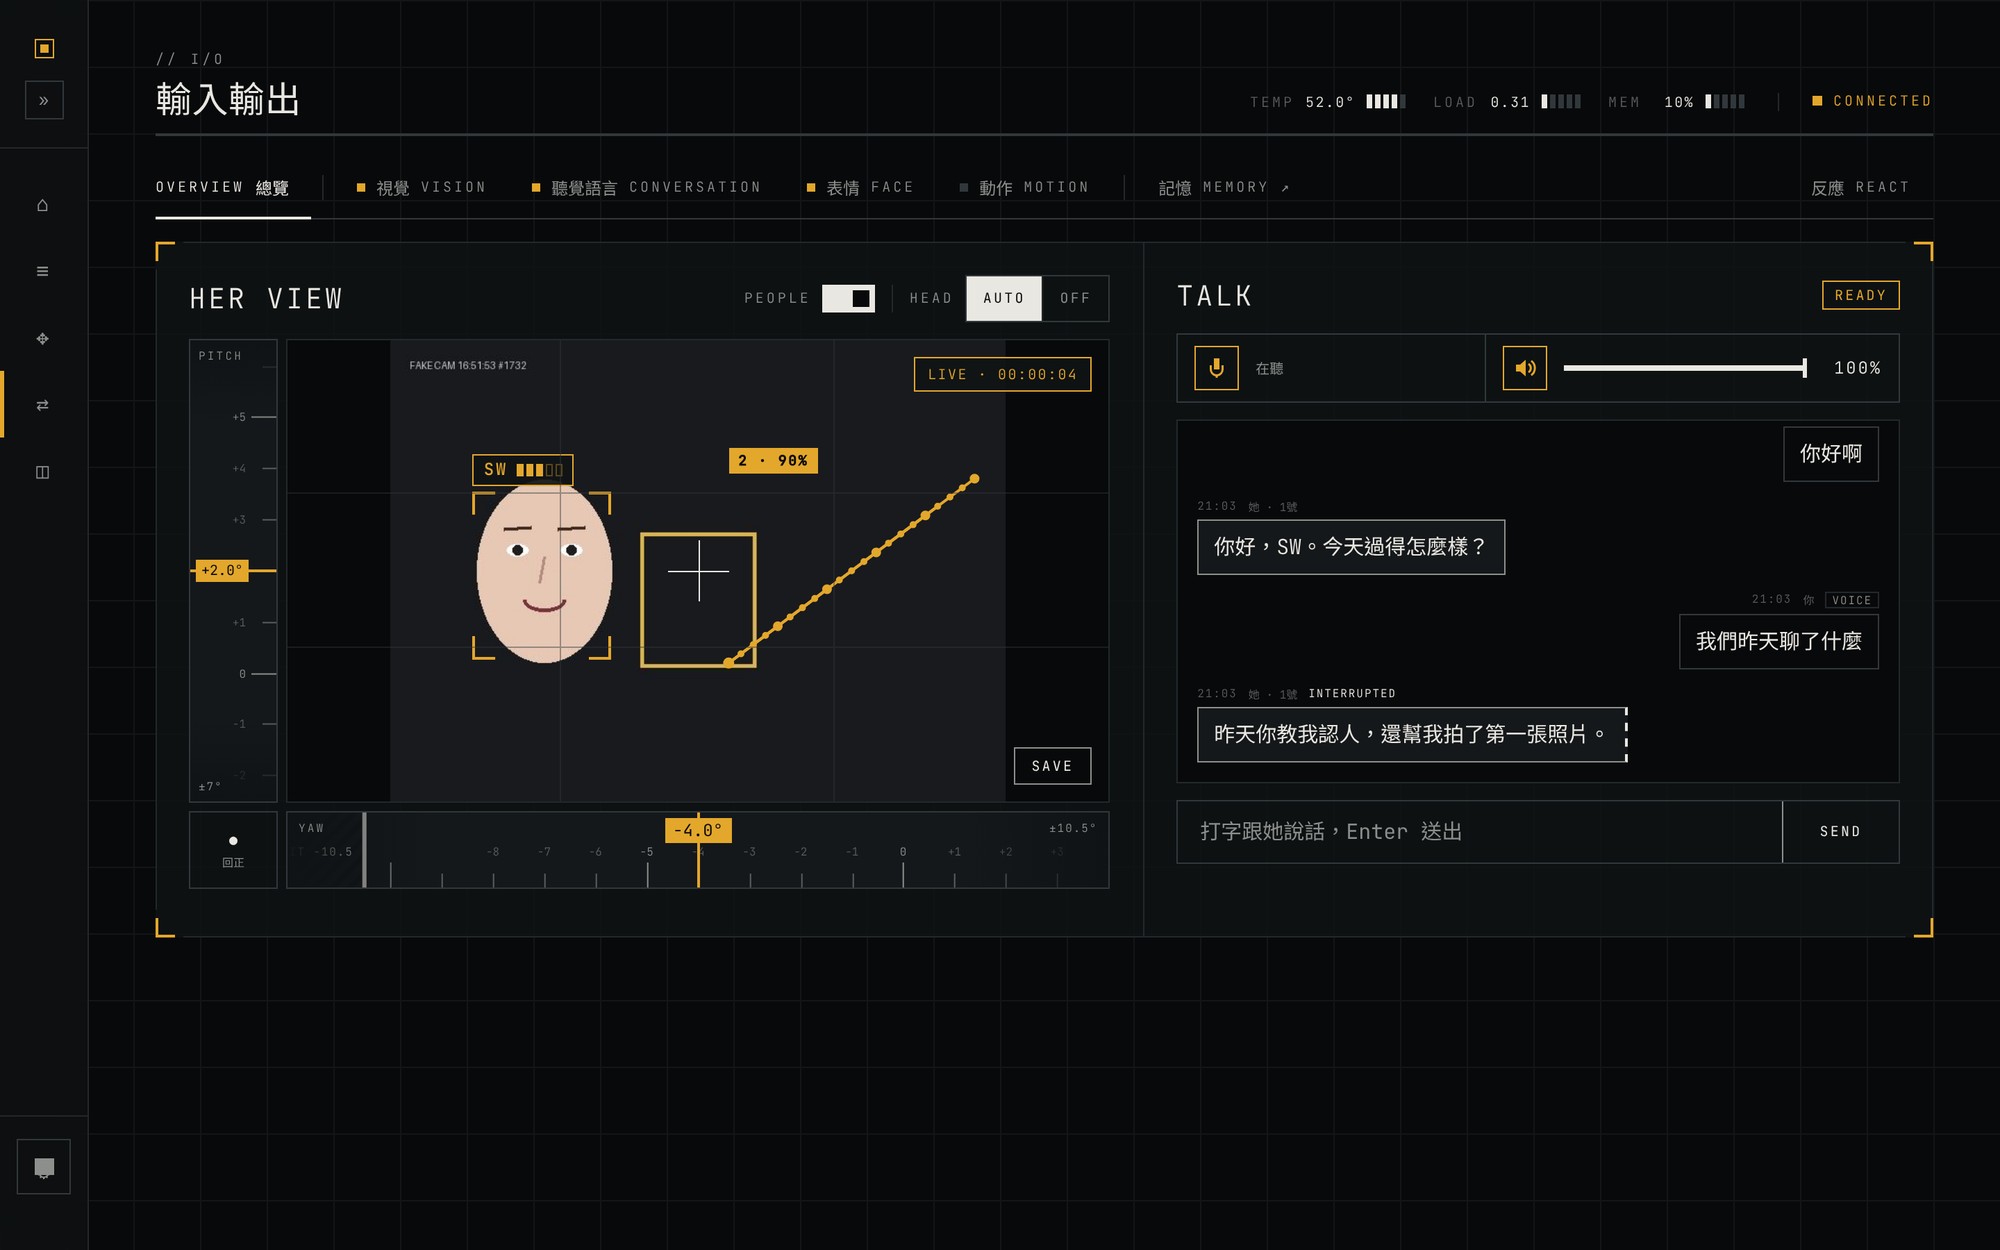 // I/O
輸入輸出
TEMP 52.0° LOAD 0.31 MEM 10% CONNECTED
OVERVIEW 總覽 視覺 VISION 聽覺語言 CONVERSATION 表情 FACE 動作 MOTION 記憶 MEMORY ↗ 反應 REACT
HER VIEW
PEOPLE HEAD AUTO OFF
PITCH
+5
+4
+3
+2.0°
+1
0
-1
-2
±7°
FAKECAM 16:51:53 #1732
LIVE · 00:00:04
SW
2 · 90%
SAVE
回正
YAW
-4.0°
±10.5°
-10.5 -8 -7 -6 -5 -4 -3 -2 -1 0 +1 +2 +3
TALK
READY
在聽
100%
你好啊
21:03 她 · 1號
你好，SW。今天過得怎麼樣？
21:03 你 VOICE
我們昨天聊了什麼
21:03 她 · 1號 INTERRUPTED
昨天你教我認人，還幫我拍了第一張照片。
打字跟她說話，Enter 送出
SEND